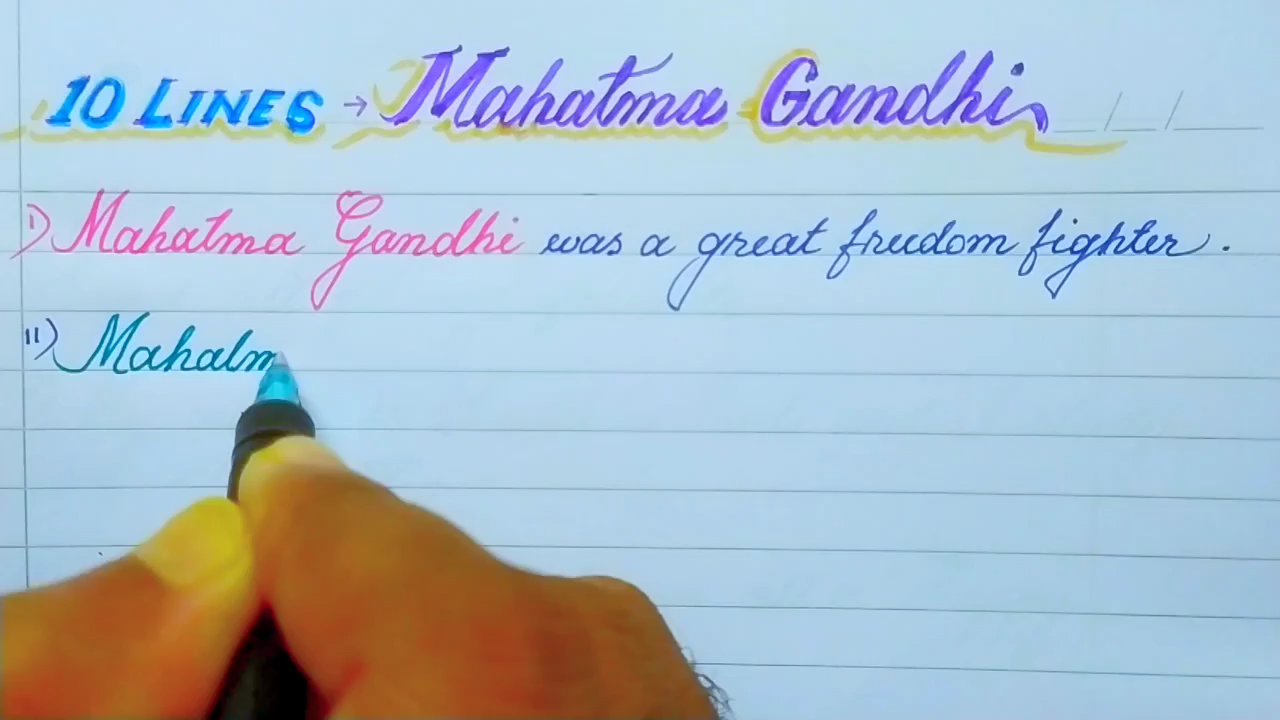 10 LINES → Mahatma Gandhi
i) Mahatma Gandhi was a great freedom fighter.
ii) Mahatm